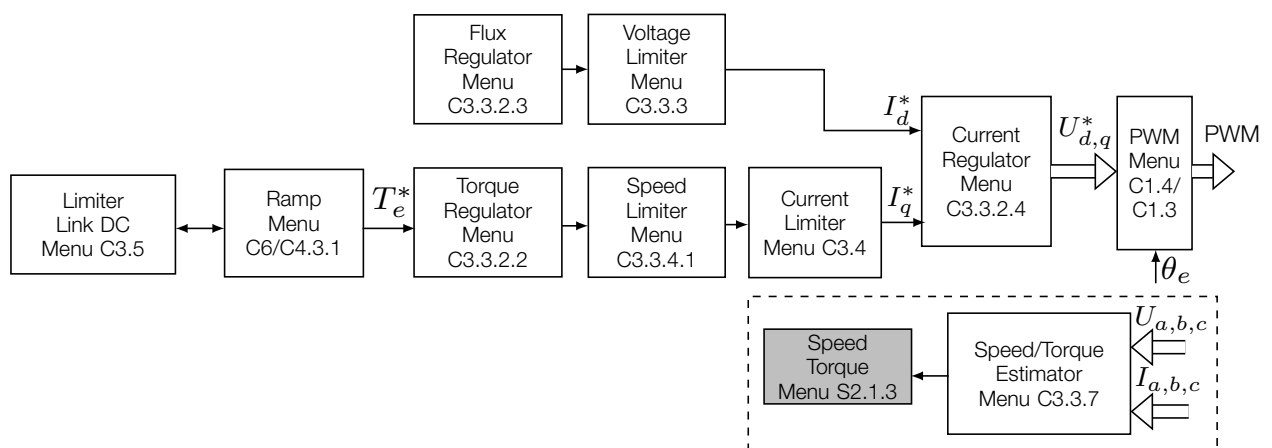 Flux
Regulator
Menu
C3.3.2.3
Voltage
Limiter
Menu
C3.3.3
I*d
Current
Regulator
Menu
C3.3.2.4
U*d,q
PWM
Menu
C1.4/
C1.3
PWM
Limiter
Link DC
Menu C3.5
Ramp
Menu
C6/C4.3.1
T*e
Torque
Regulator
Menu
C3.3.2.2
Speed
Limiter
Menu
C3.3.4.1
Current
Limiter
Menu C3.4
I*q
θe
Speed
Torque
Menu S2.1.3
Speed/Torque
Estimator
Menu C3.3.7
Ua,b,c
Ia,b,c